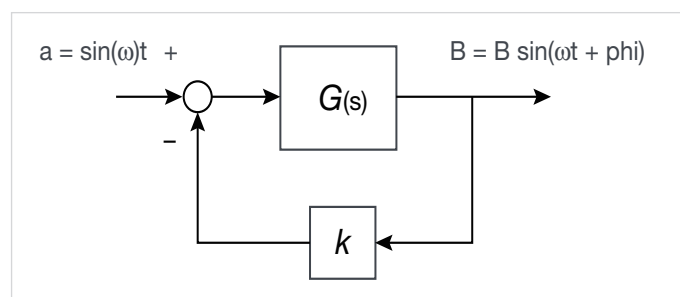 a = sin(ω)t +
B = B sin(ωt + phi)
G(s)
–
k